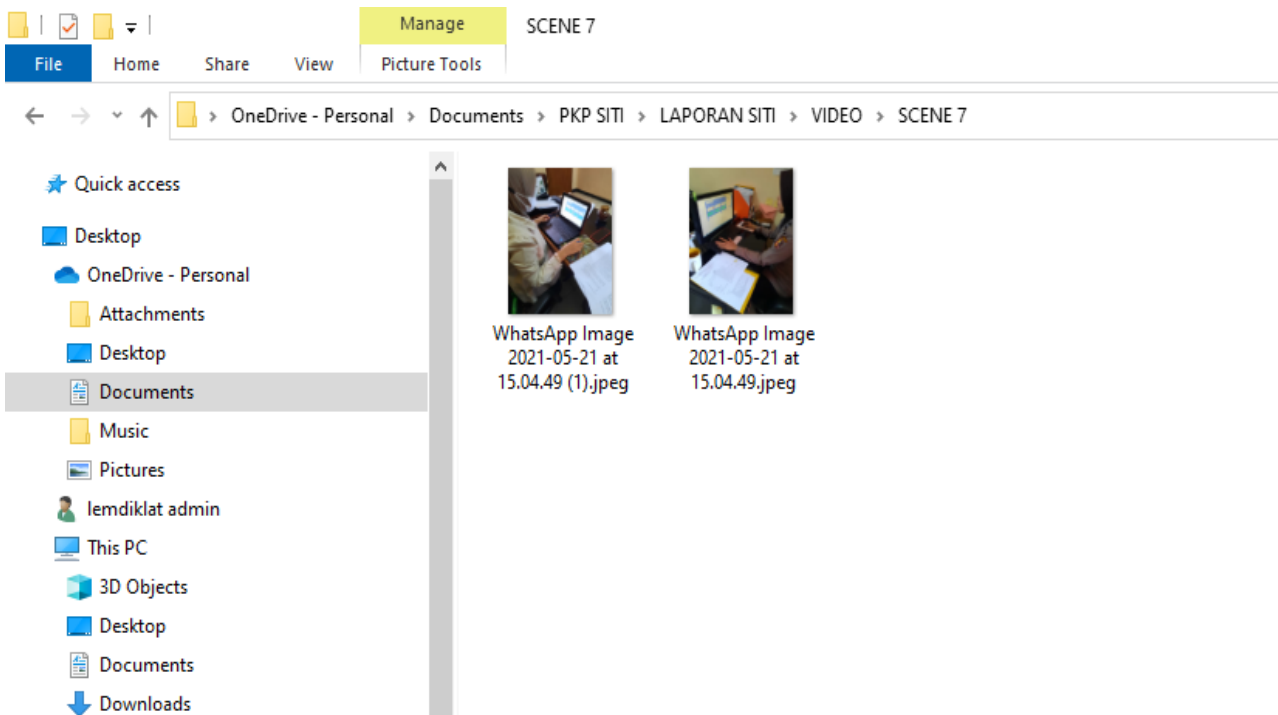 Manage
SCENE 7
File
Home
Share
View
Picture Tools
OneDrive - Personal > Documents > PKP SITI > LAPORAN SITI > VIDEO > SCENE 7
Quick access
Desktop
OneDrive - Personal
Attachments
Desktop
Documents
Music
Pictures
lemdiklat admin
This PC
3D Objects
Desktop
Documents
Downloads
WhatsApp Image
2021-05-21 at
15.04.49 (1).jpeg
WhatsApp Image
2021-05-21 at
15.04.49.jpeg